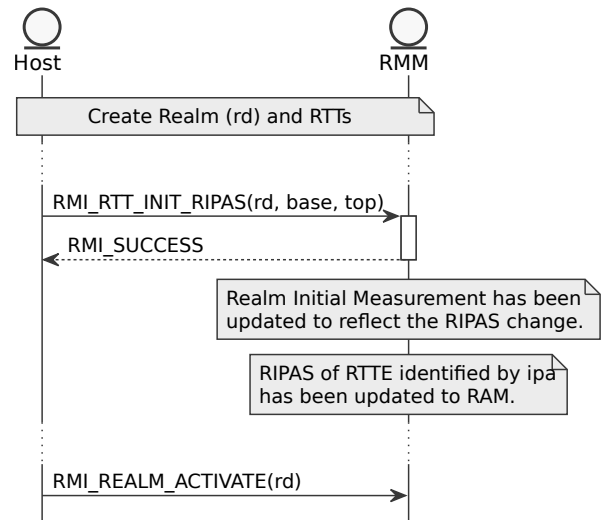 Host
RMM
Create Realm (rd) and RTTs
RMI_RTT_INIT_RIPAS(rd, base, top)
RMI_SUCCESS
Realm Initial Measurement has been
updated to reflect the RIPAS change.
RIPAS of RTTE identified by ipa
has been updated to RAM.
RMI_REALM_ACTIVATE(rd)